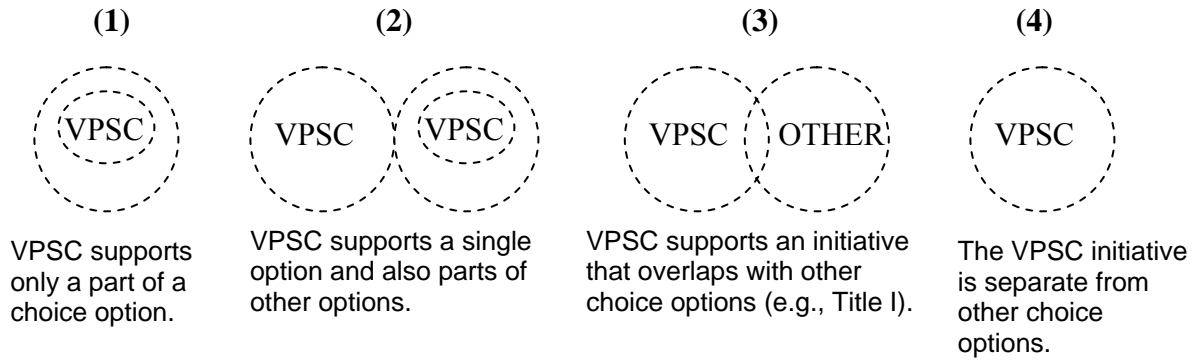 (1) (2) (3) (4)
VPSC VPSC VPSC VPSC OTHER VPSC
VPSC supports
only a part of a
choice option.
VPSC supports a single
option and also parts of
other options.
VPSC supports an initiative
that overlaps with other
choice options (e.g., Title I).
The VPSC initiative
is separate from
other choice
options.